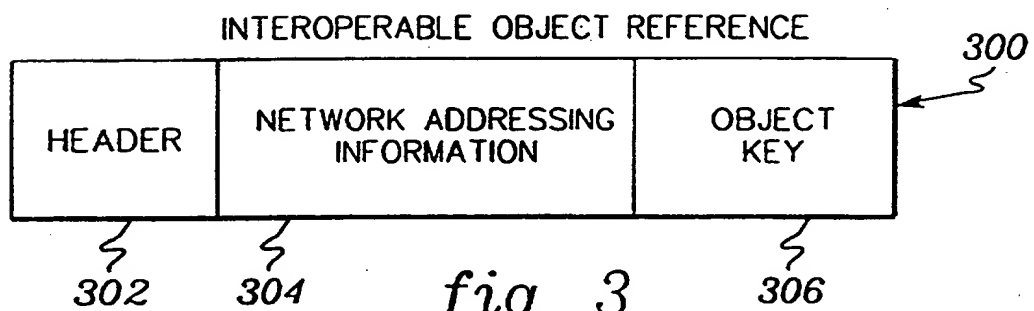 INTEROPERABLE OBJECT REFERENCE
300
HEADER
NETWORK ADDRESSING
INFORMATION
OBJECT
KEY
302
304
306
fig. 3